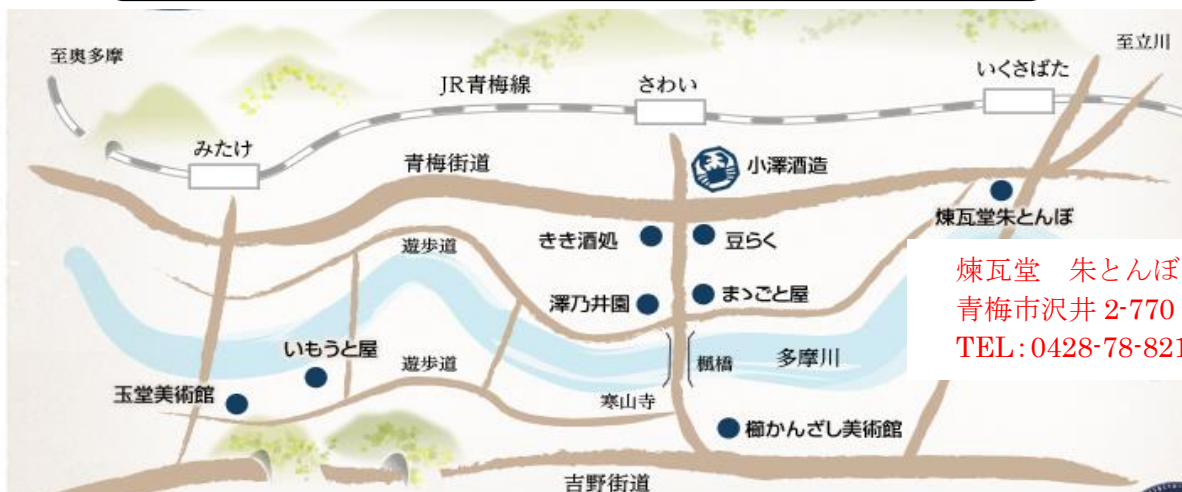 至奥多摩
至立川
JR青梅線
さわい
いくさばた
みたけ
青梅街道
小澤酒造
煉瓦堂朱とんぼ
きき酒処
豆らく
遊歩道
煉瓦堂 朱とんぼ
青梅市沢井 2-770
TEL:0428-78-821
澤乃井園
まゝごと屋
いもうと屋
遊歩道
楓橋
多摩川
玉堂美術館
寒山寺
櫛かんざし美術館
吉野街道